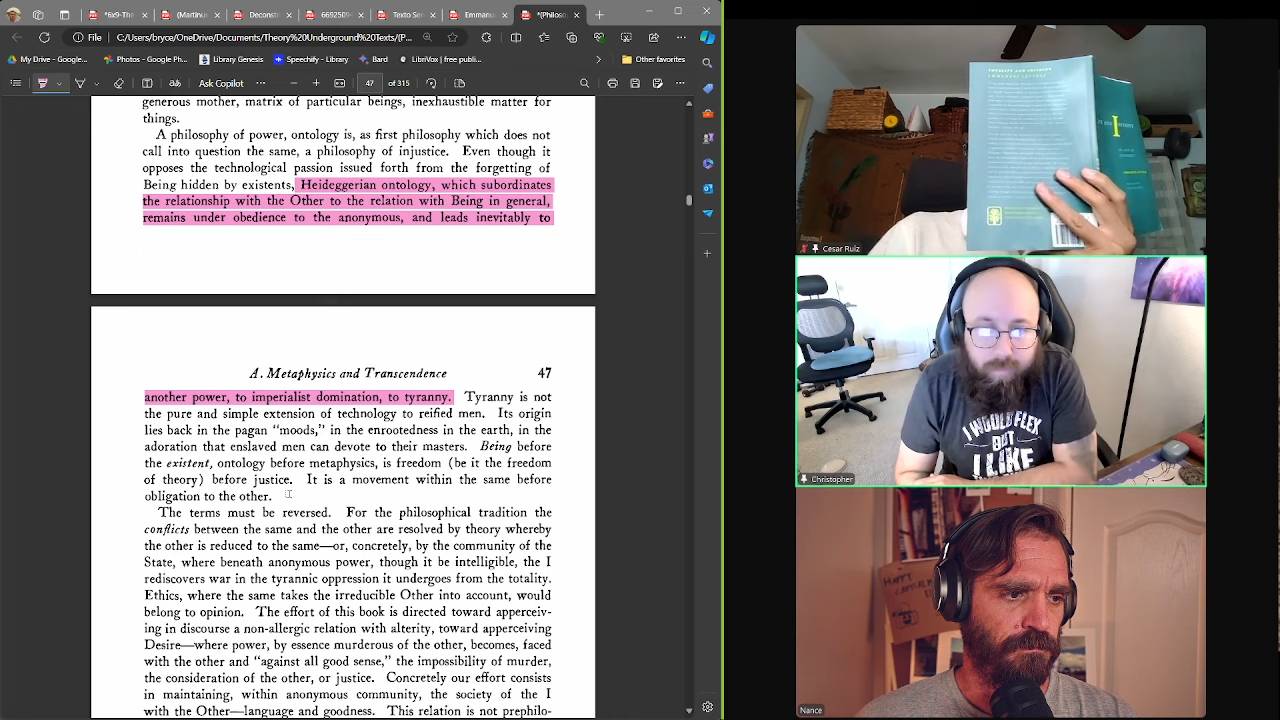 *6x9-The
(Martinus
Deconstr
6692509-
Texto Sen
Emmanu
*(Philoso
File
C:/Users/bryce/OneDrive/Documents/Theory%20Underground%20Texts/(P...
My Drive - Google...
Photos - Google Ph...
Library Genesis
Speechify - Library
Bard
(1) Philosophy Port...
Other favorites
Ask Copilot
47
of 315
generous mother, matrix of particular beings, inexhaustible matter for
things.
A philosophy of power, ontology is, as first philosophy which does not
call into question the same, a philosophy of injustice. Even though it
opposes the technological passion issued forth from the forgetting of
Being hidden by existents, Heideggerian ontology, which subordinates
the relationship with the Other to the relation with Being in general,
remains under obedience to the anonymous, and leads inevitably to
A. Metaphysics and Transcendence
47
another power, to imperialist domination, to tyranny. Tyranny is not
the pure and simple extension of technology to reified men. Its origin
lies back in the pagan "moods," in the enrootedness in the earth, in the
adoration that enslaved men can devote to their masters. Being before
the existent, ontology before metaphysics, is freedom (be it the freedom
of theory) before justice. It is a movement within the same before
obligation to the other.
The terms must be reversed. For the philosophical tradition the
conflicts between the same and the other are resolved by theory whereby
the other is reduced to the same—or, concretely, by the community of the
State, where beneath anonymous power, though it be intelligible, the I
rediscovers war in the tyrannic oppression it undergoes from the totality.
Ethics, where the same takes the irreducible Other into account, would
belong to opinion. The effort of this book is directed toward apperceiv-
ing in discourse a non-allergic relation with alterity, toward apperceiving
Desire—where power, by essence murderous of the other, becomes, faced
with the other and "against all good sense," the impossibility of murder,
the consideration of the other, or justice. Concretely our effort consists
in maintaining, within anonymous community, the society of the I
with the Other—language and goodness. This relation is not prephilo-
Cesar Ruiz
I WOULD FLEX
BUT
I LIKE
Christopher
HAPPY
Nance